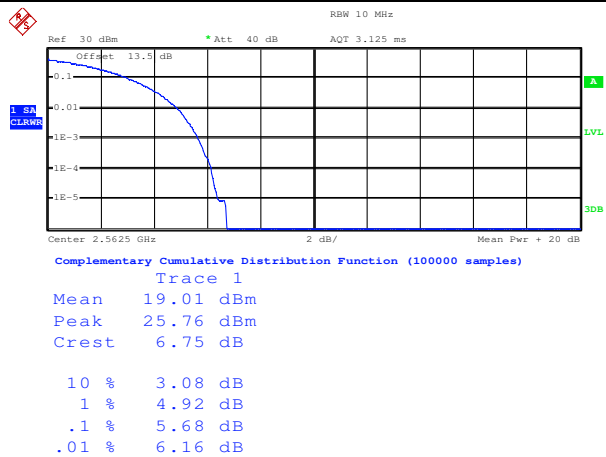 RBW 10 MHz
Ref 30 dBm * Att 40 dB AQT 3.125 ms
Offset 13.5 dB
0.1
A
1 SA
CLRWR
0.01
1E-3
LVL
1E-4
1E-5
3DB
Center 2.5625 GHz 2 dB/ Mean Pwr + 20 dB
Complementary Cumulative Distribution Function (100000 samples)
Trace 1
Mean 19.01 dBm
Peak 25.76 dBm
Crest 6.75 dB
10 % 3.08 dB
1 % 4.92 dB
.1 % 5.68 dB
.01 % 6.16 dB